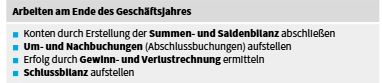 Arbeiten am Ende des Geschäftsjahres
Konten durch Erstellung der Summen- und Saldenbilanz abschließen
Um- und Nachbuchungen (Abschlussbuchungen) aufstellen
Erfolg durch Gewinn- und Verlustrechnung ermitteln
Schlussbilanz aufstellen